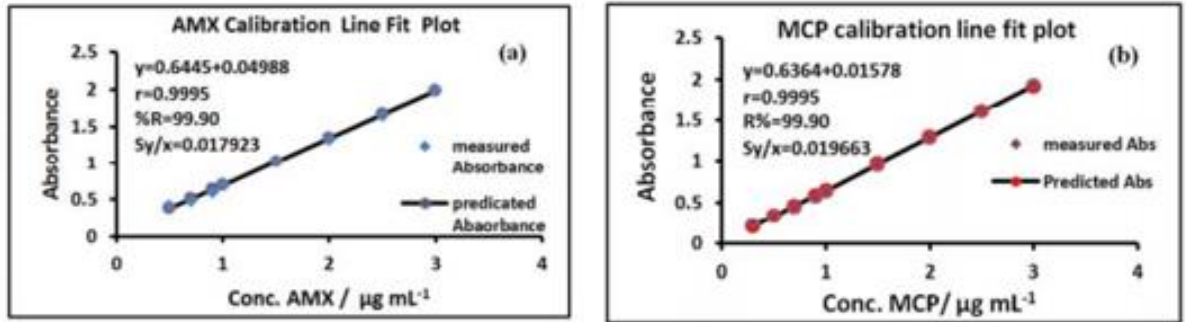 AMX Calibration Line Fit Plot
(a)
y=0.6445+0.04988
r=0.9995
%R=99.90
Sy/x=0.017923
measured
Absorbance
predicated
Abaorbance
Absorbance
2.5
2
1.5
1
0.5
0
0
1
2
3
4
Conc. AMX / µg mL-1
MCP calibration line fit plot
(b)
y=0.6364+0.01578
r=0.9995
R%=99.90
Sy/x=0.019663
measured Abs
Predicted Abs
Absorbance
2.5
2
1.5
1
0.5
0
0
1
2
3
4
Conc. MCP/ µg mL-1